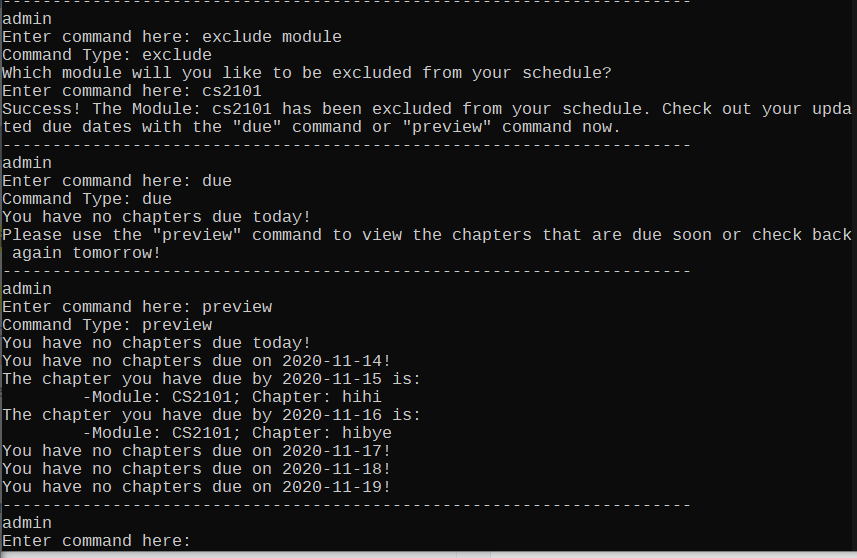 ---------------------------------------------------------------------
admin
Enter command here: exclude module
Command Type: exclude
Which module will you like to be excluded from your schedule?
Enter command here: cs2101
Success! The Module: cs2101 has been excluded from your schedule. Check out your upda
ted due dates with the "due" command or "preview" command now.
---------------------------------------------------------------------
admin
Enter command here: due
Command Type: due
You have no chapters due today!
Please use the "preview" command to view the chapters that are due soon or check back
 again tomorrow!
---------------------------------------------------------------------
admin
Enter command here: preview
Command Type: preview
You have no chapters due today!
You have no chapters due on 2020-11-14!
The chapter you have due by 2020-11-15 is:
        -Module: CS2101; Chapter: hihi
The chapter you have due by 2020-11-16 is:
        -Module: CS2101; Chapter: hibye
You have no chapters due on 2020-11-17!
You have no chapters due on 2020-11-18!
You have no chapters due on 2020-11-19!
---------------------------------------------------------------------
admin
Enter command here: